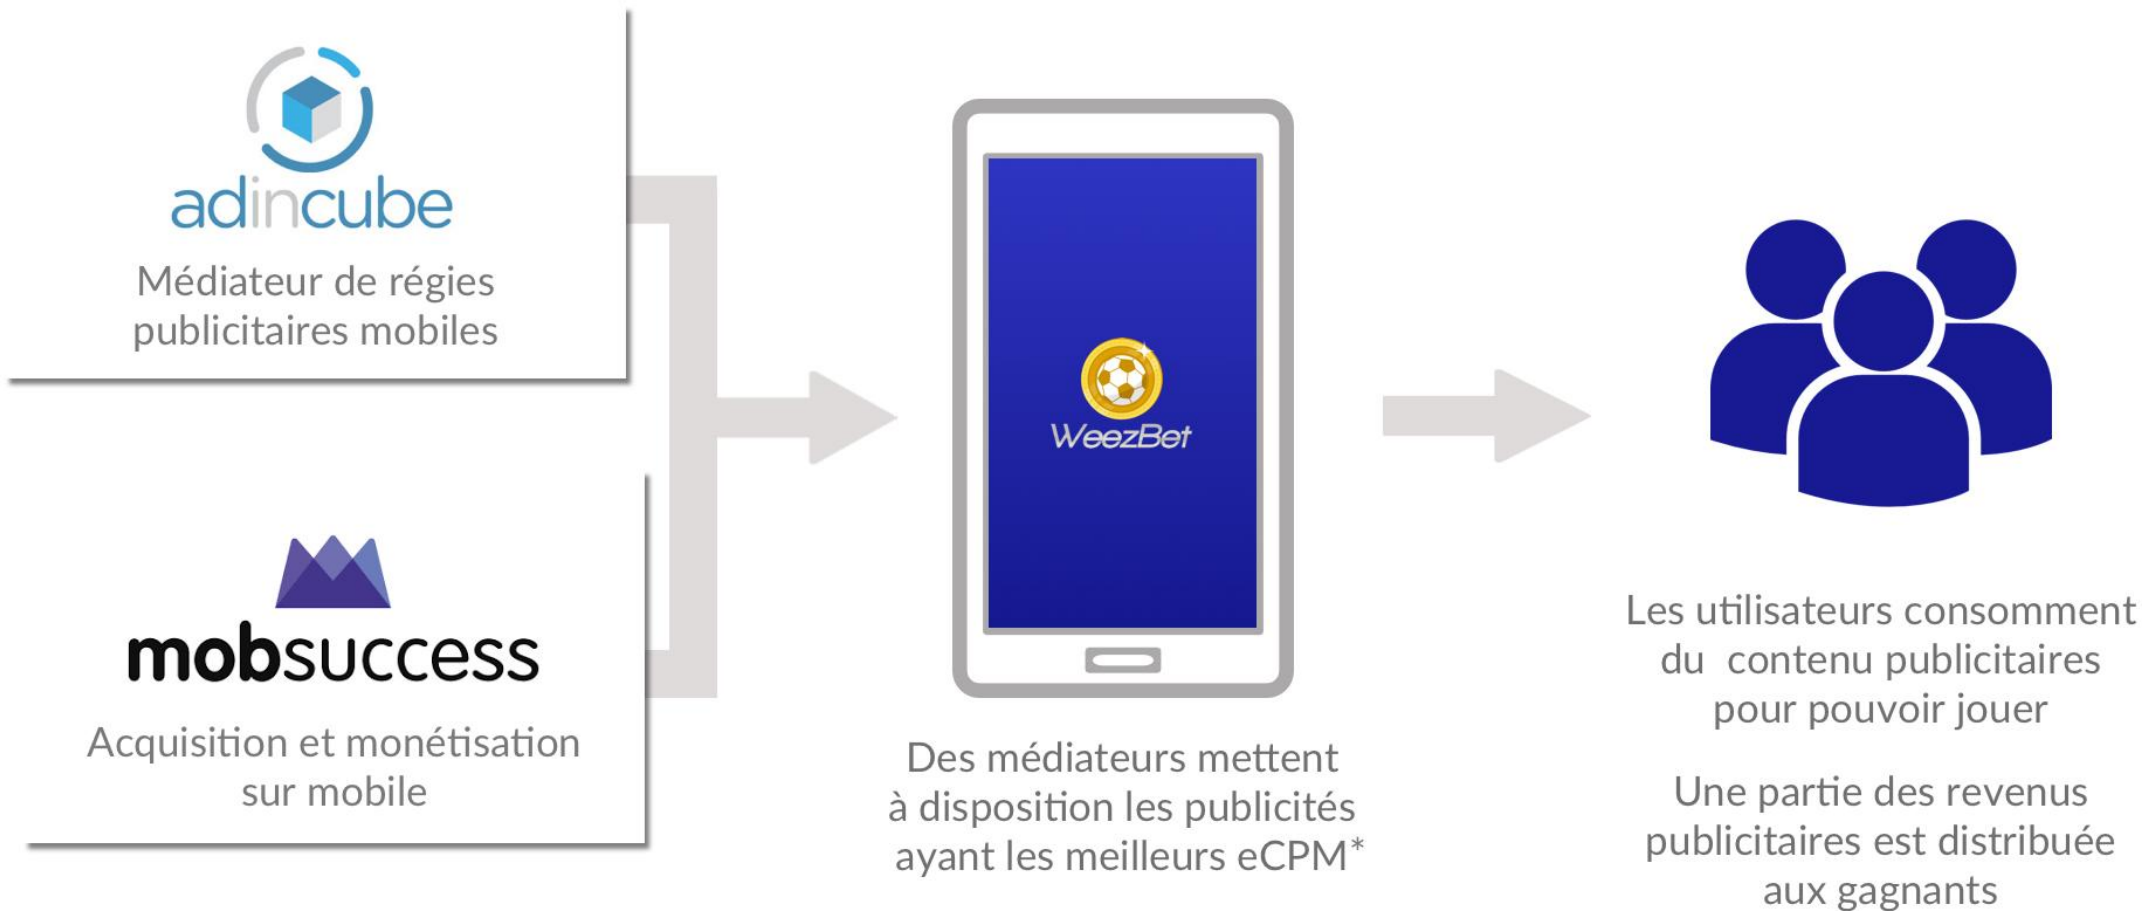 adincube
Médiateur de régies
publicitaires mobiles
mobsuccess
Acquisition et monétisation
sur mobile
WeezBet
Des médiateurs mettent
à disposition les publicités
ayant les meilleurs eCPM*
Les utilisateurs consomment
du contenu publicitaires
pour pouvoir jouer
Une partie des revenus
publicitaires est distribuée
aux gagnants